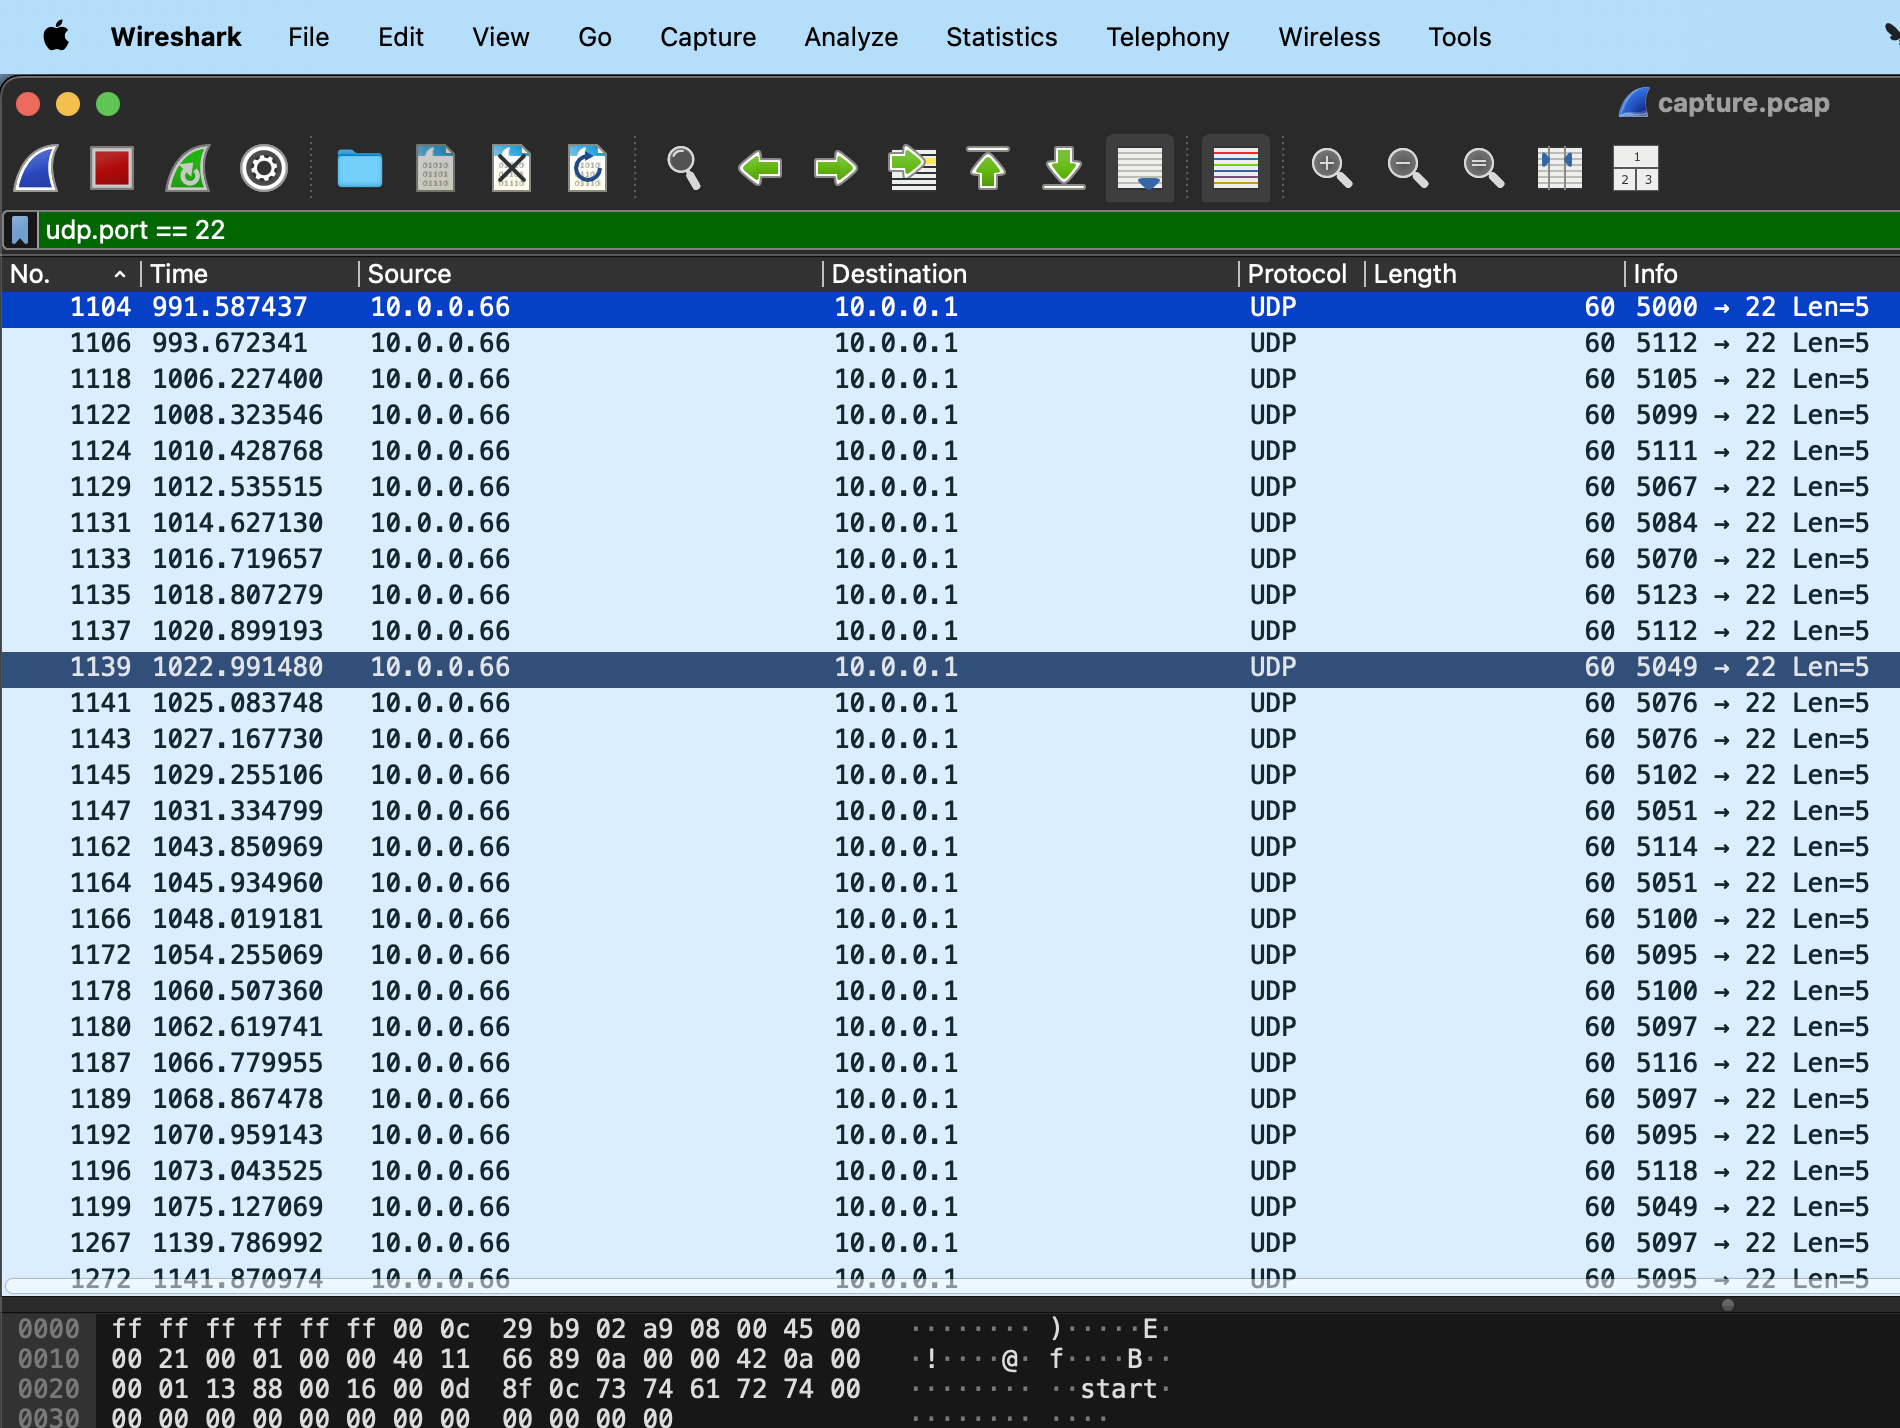 Wireshark File Edit View Go Capture Analyze Statistics Telephony Wireless Tools
capture.pcap
udp.port == 22
No. Time Source Destination Protocol Length Info
1104 991.587437 10.0.0.66 10.0.0.1 UDP 60 5000 → 22 Len=5
1106 993.672341 10.0.0.66 10.0.0.1 UDP 60 5112 → 22 Len=5
1118 1006.227400 10.0.0.66 10.0.0.1 UDP 60 5105 → 22 Len=5
1122 1008.323546 10.0.0.66 10.0.0.1 UDP 60 5099 → 22 Len=5
1124 1010.428768 10.0.0.66 10.0.0.1 UDP 60 5111 → 22 Len=5
1129 1012.535515 10.0.0.66 10.0.0.1 UDP 60 5067 → 22 Len=5
1131 1014.627130 10.0.0.66 10.0.0.1 UDP 60 5084 → 22 Len=5
1133 1016.719657 10.0.0.66 10.0.0.1 UDP 60 5070 → 22 Len=5
1135 1018.807279 10.0.0.66 10.0.0.1 UDP 60 5123 → 22 Len=5
1137 1020.899193 10.0.0.66 10.0.0.1 UDP 60 5112 → 22 Len=5
1139 1022.991480 10.0.0.66 10.0.0.1 UDP 60 5049 → 22 Len=5
1141 1025.083748 10.0.0.66 10.0.0.1 UDP 60 5076 → 22 Len=5
1143 1027.167730 10.0.0.66 10.0.0.1 UDP 60 5076 → 22 Len=5
1145 1029.255106 10.0.0.66 10.0.0.1 UDP 60 5102 → 22 Len=5
1147 1031.334799 10.0.0.66 10.0.0.1 UDP 60 5051 → 22 Len=5
1162 1043.850969 10.0.0.66 10.0.0.1 UDP 60 5114 → 22 Len=5
1164 1045.934960 10.0.0.66 10.0.0.1 UDP 60 5051 → 22 Len=5
1166 1048.019181 10.0.0.66 10.0.0.1 UDP 60 5100 → 22 Len=5
1172 1054.255069 10.0.0.66 10.0.0.1 UDP 60 5095 → 22 Len=5
1178 1060.507360 10.0.0.66 10.0.0.1 UDP 60 5100 → 22 Len=5
1180 1062.619741 10.0.0.66 10.0.0.1 UDP 60 5097 → 22 Len=5
1187 1066.779955 10.0.0.66 10.0.0.1 UDP 60 5116 → 22 Len=5
1189 1068.867478 10.0.0.66 10.0.0.1 UDP 60 5097 → 22 Len=5
1192 1070.959143 10.0.0.66 10.0.0.1 UDP 60 5095 → 22 Len=5
1196 1073.043525 10.0.0.66 10.0.0.1 UDP 60 5118 → 22 Len=5
1199 1075.127069 10.0.0.66 10.0.0.1 UDP 60 5049 → 22 Len=5
1267 1139.786992 10.0.0.66 10.0.0.1 UDP 60 5097 → 22 Len=5
1272 1141.870974 10.0.0.66 10.0.0.1 UDP 60 5095 → 22 Len=5
0000 ff ff ff ff ff ff 00 0c 29 b9 02 a9 08 00 45 00 ········ )·····E·
0010 00 21 00 01 00 00 40 11 66 89 0a 00 00 42 0a 00 ·!····@· f····B··
0020 00 01 13 88 00 16 00 0d 8f 0c 73 74 61 72 74 00 ········ ··start·
0030 00 00 00 00 00 00 00 00 00 00 00 00 ········ ····